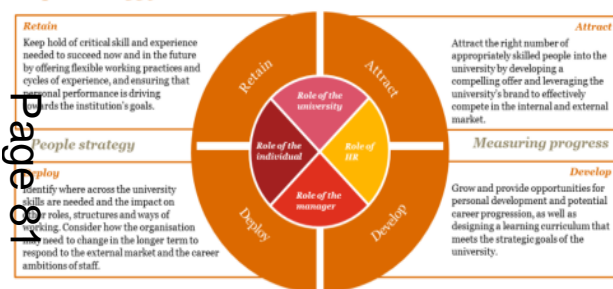 Retain
Keep hold of critical skill and experience
needed to succeed now and in the future
by offering flexible working practices and
cycles of experience, and ensuring that
personal performance is driving
towards the institution's goals.
People strategy
Deploy
Identify where across the university
skills are needed and the impact on
other roles, structures and ways of
working. Consider how the organisation
may need to change in the longer term to
respond to the external market and the career
ambitions of staff.
Page 81
Retain
Attract
Deploy
Develop
Role of the
university
Role of the
individual
Role of
HR
Role of the
manager
Attract
Attract the right number of
appropriately skilled people into the
university by developing a
compelling offer and leveraging the
university's brand to effectively
compete in the internal and external
market.
Measuring progress
Develop
Grow and provide opportunities for
personal development and potential
career progression, as well as
designing a learning curriculum that
meets the strategic goals of the
university.